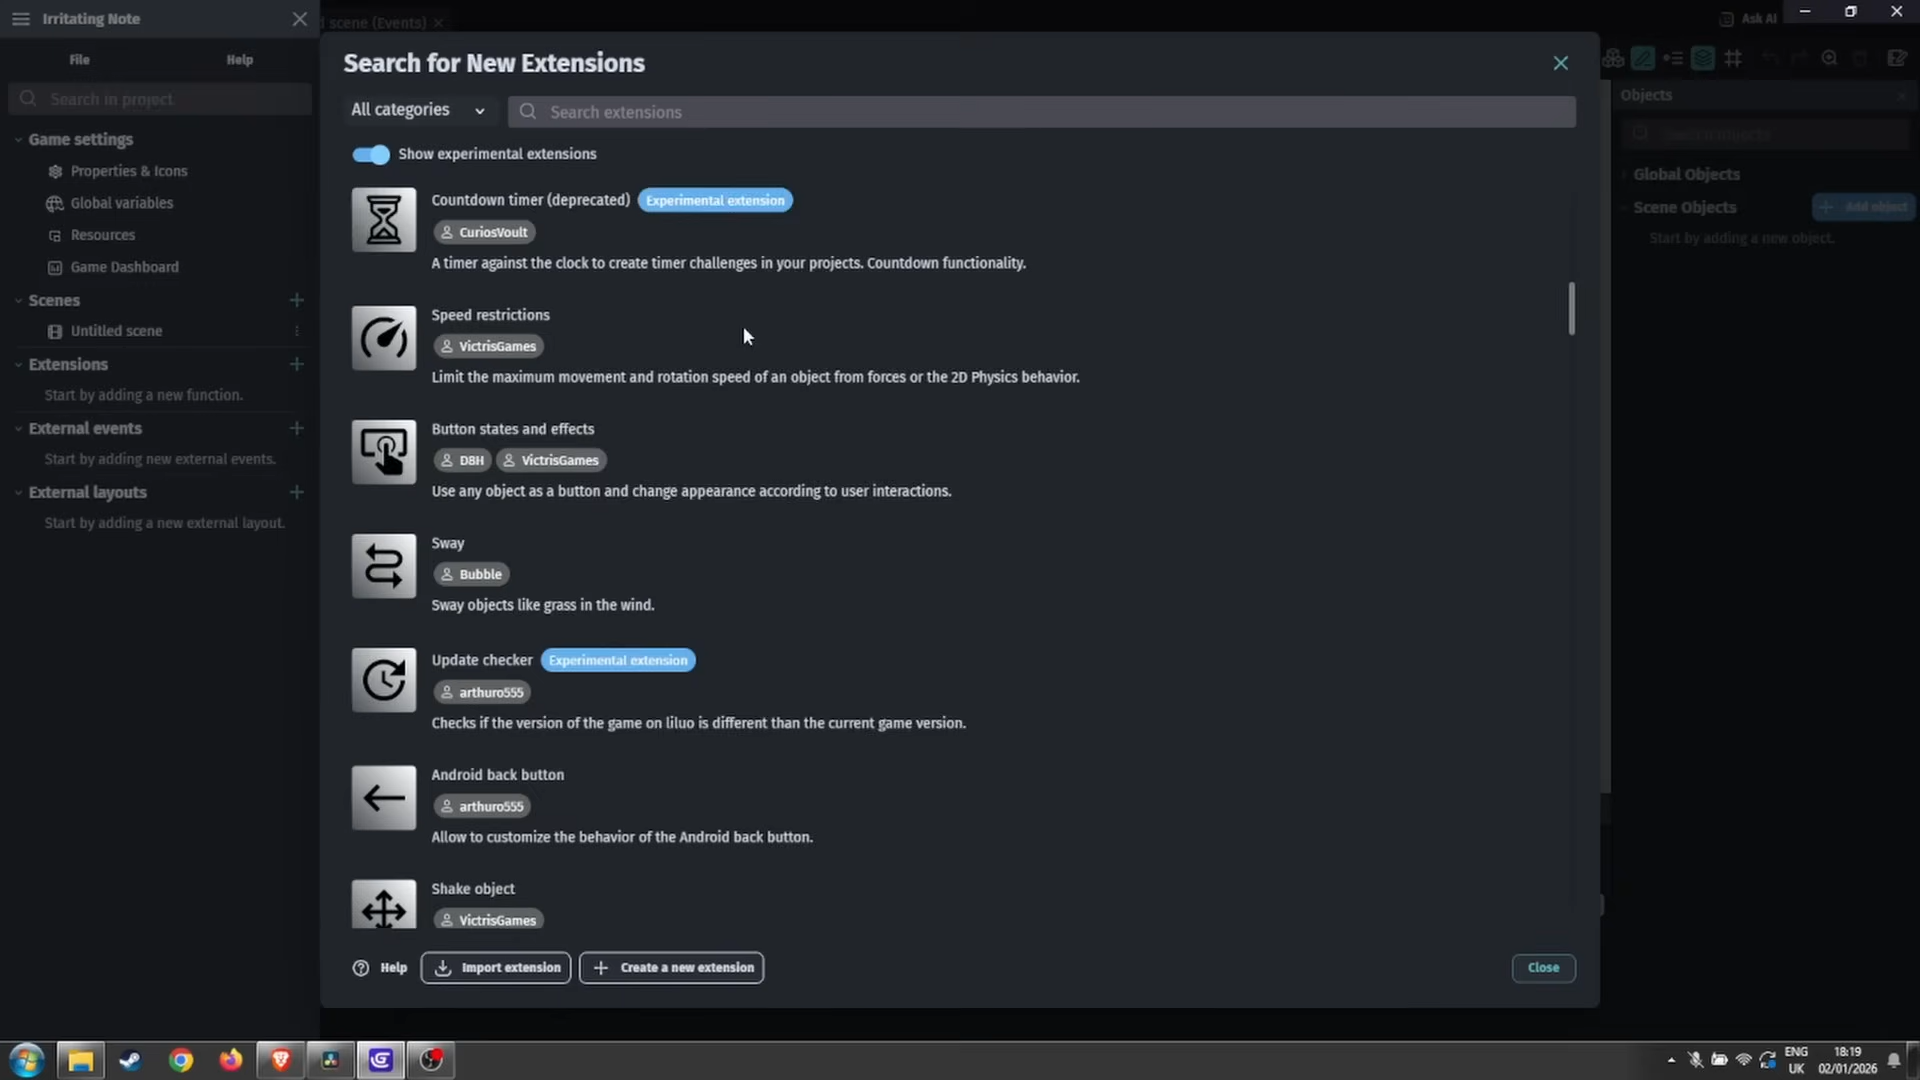 Irritating Note
d scene (Events)
Ask AI
File
Help
Search in project
Game settings
Properties & Icons
Global variables
Resources
Game Dashboard
Scenes
Untitled scene
Extensions
Start by adding a new function.
External events
Start by adding new external events.
External layouts
Start by adding a new external layout.
Search for New Extensions
All categories
Search extensions
Show experimental extensions
Countdown timer (deprecated) Experimental extension
CuriosVoult
A timer against the clock to create timer challenges in your projects. Countdown functionality.
Speed restrictions
VictrisGames
Limit the maximum movement and rotation speed of an object from forces or the 2D Physics behavior.
Button states and effects
D8H VictrisGames
Use any object as a button and change appearance according to user interactions.
Sway
Bubble
Sway objects like grass in the wind.
Update checker Experimental extension
arthuro555
Checks if the version of the game on liluo is different than the current game version.
Android back button
arthuro555
Allow to customize the behavior of the Android back button.
Shake object
VictrisGames
Help
Import extension
Create a new extension
Close
Objects
Search objects
Global Objects
Scene Objects
Add object
Start by adding a new object.
ENG
UK
18:19
02/01/2026